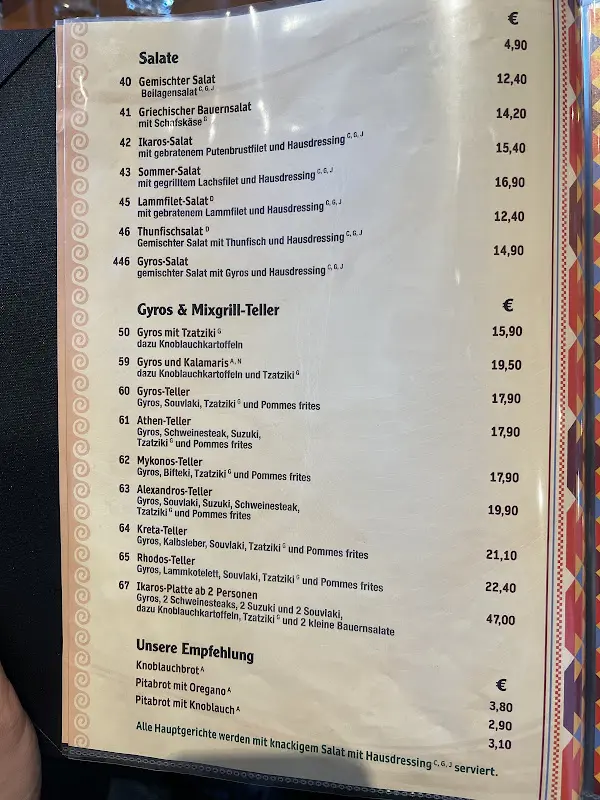 Salate €
40 Gemischter Salat 4,90
Beilagensalat C, G, J
41 Griechischer Bauernsalat 12,40
mit Schafskäse G
42 Ikaros-Salat 14,20
mit gebratenem Putenbrustfilet und Hausdressing C, G, J
43 Sommer-Salat 15,40
mit gegrilltem Lachsfilet und Hausdressing C, G, J
45 Lammfilet-Salat D 16,90
mit gebratenem Lammfilet und Hausdressing C, G, J
46 Thunfischsalat D 12,40
Gemischter Salat mit Thunfisch und Hausdressing C, G, J
446 Gyros-Salat 14,90
gemischter Salat mit Gyros und Hausdressing C, G, J
Gyros & Mixgrill-Teller €
50 Gyros mit Tzatziki G 15,90
dazu Knoblauchkartoffeln
59 Gyros und Kalamaris A, N 19,50
dazu Knoblauchkartoffeln und Tzatziki G
60 Gyros-Teller 17,90
Gyros, Souvlaki, Tzatziki G und Pommes frites
61 Athen-Teller 17,90
Gyros, Schweinesteak, Suzuki,
Tzatziki G und Pommes frites
62 Mykonos-Teller 17,90
Gyros, Bifteki, Tzatziki G und Pommes frites
63 Alexandros-Teller 19,90
Gyros, Souvlaki, Suzuki, Schweinesteak,
Tzatziki G und Pommes frites
64 Kreta-Teller 21,10
Gyros, Kalbsleber, Souvlaki, Tzatziki G und Pommes frites
65 Rhodos-Teller 22,40
Gyros, Lammkotelett, Souvlaki, Tzatziki G und Pommes frites
67 Ikaros-Platte ab 2 Personen 47,00
Gyros, 2 Schweinesteaks, 2 Suzuki und 2 Souvlaki,
dazu Knoblauchkartoffeln, Tzatziki G und 2 kleine Bauernsalate
Unsere Empfehlung €
Knoblauchbrot A 3,80
Pitabrot mit Oregano A 2,90
Pitabrot mit Knoblauch A 3,10
Alle Hauptgerichte werden mit knackigem Salat mit Hausdressing C, G, J serviert.